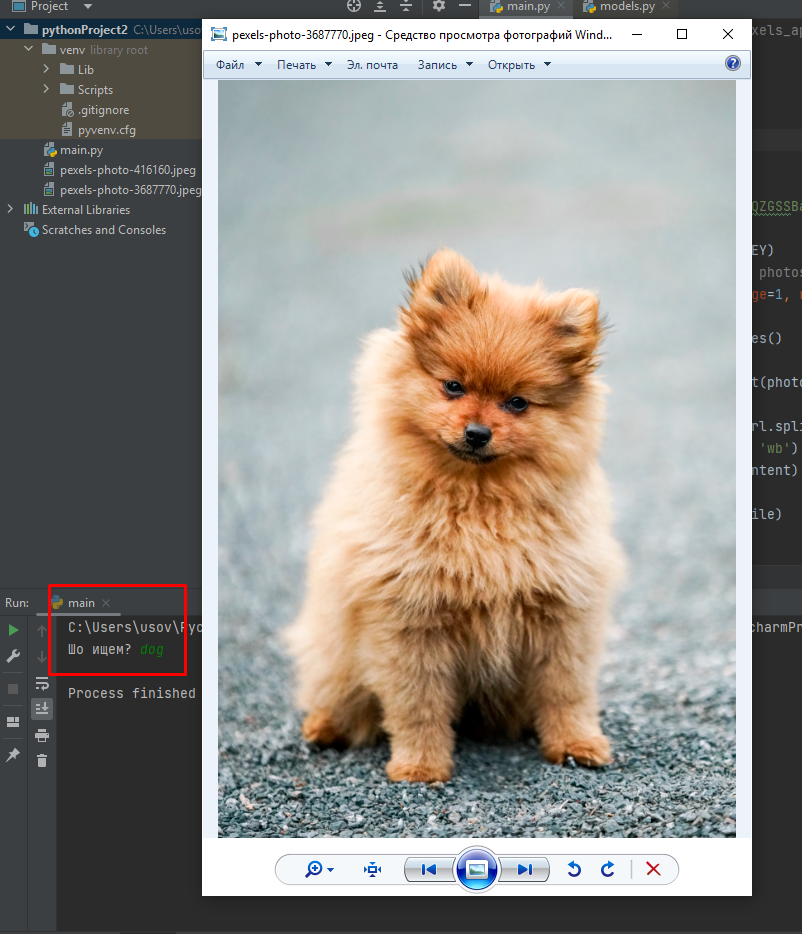 Project
main.py
models.py
pythonProject2 C:\Users\uso
venv library root
Lib
Scripts
.gitignore
pyvenv.cfg
main.py
pexels-photo-416160.jpeg
pexels-photo-3687770.jpeg
External Libraries
Scratches and Consoles
pexels-photo-3687770.jpeg - Средство просмотра фотографий Wind...
Файл
Печать
Эл. почта
Запись
Открыть
exels_ap
QZGSSBa
EY)
photos
ge=1,
es()
t(photo
rl.spli
'wb')
ntent)
ile)
Run:
main
C:\Users\usov\Pyc
charmPr
Шо ищем? dog
Process finished